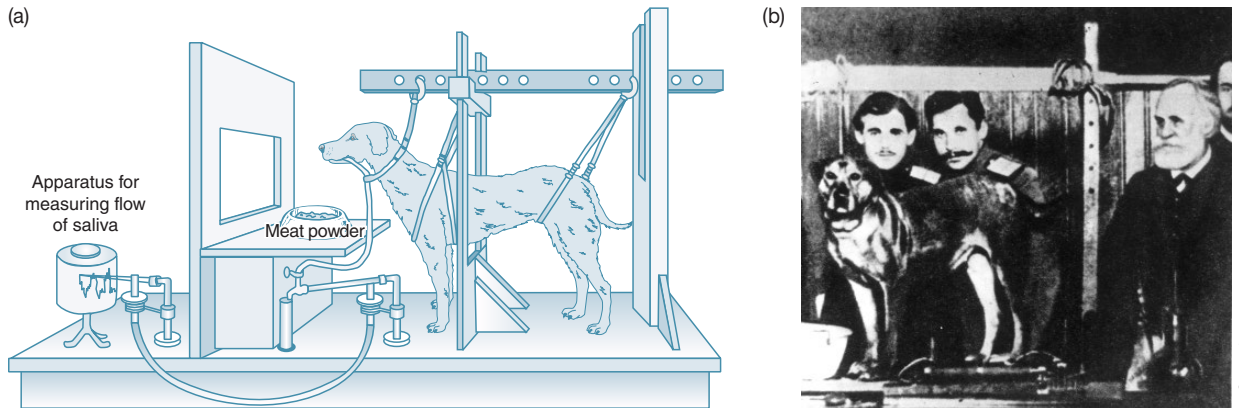 (a)
(b)
Apparatus for
measuring flow
of saliva
Meat powder